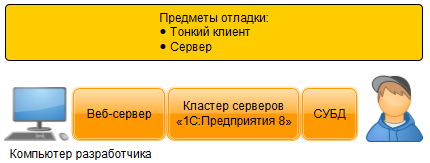 Предметы отладки:
● Тонкий клиент
● Сервер
Веб-сервер
Кластер серверов
«1С:Предприятия 8»
СУБД
Компьютер разработчика